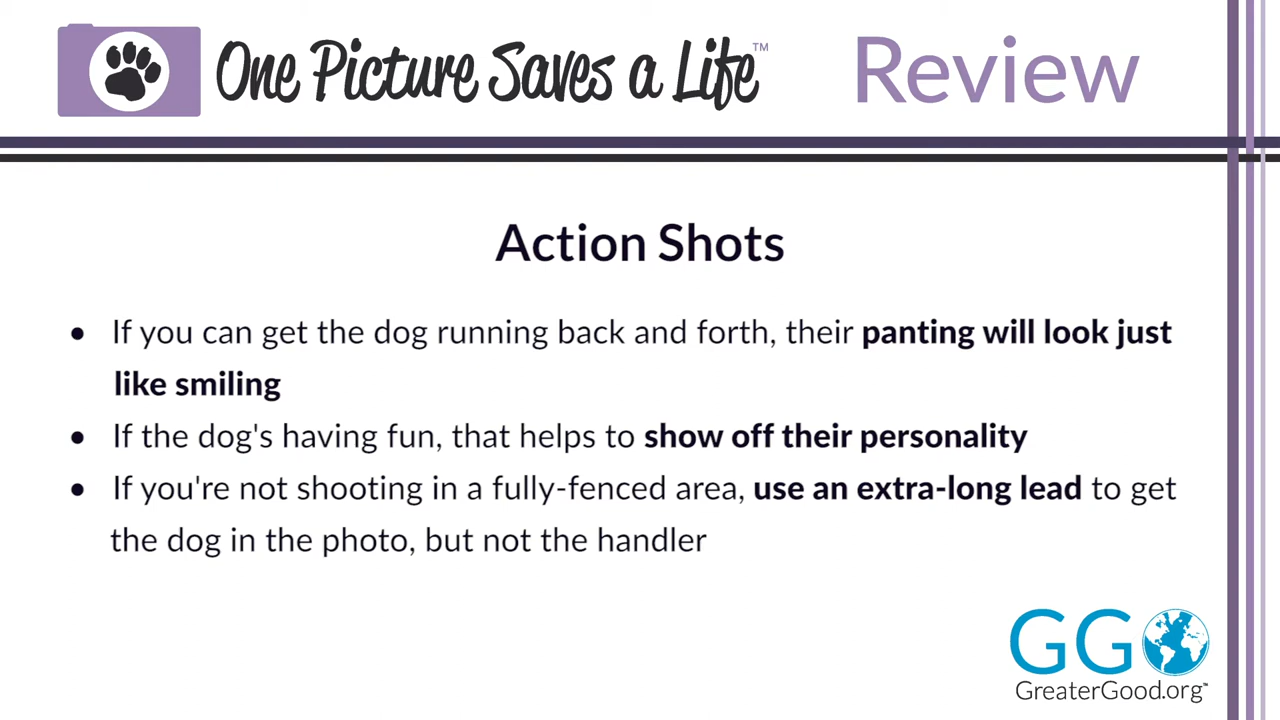 One Picture Saves a Life™ Review
Action Shots
• If you can get the dog running back and forth, their panting will look just
like smiling
• If the dog's having fun, that helps to show off their personality
• If you're not shooting in a fully-fenced area, use an extra-long lead to get
the dog in the photo, but not the handler
GGO
GreaterGood.org™